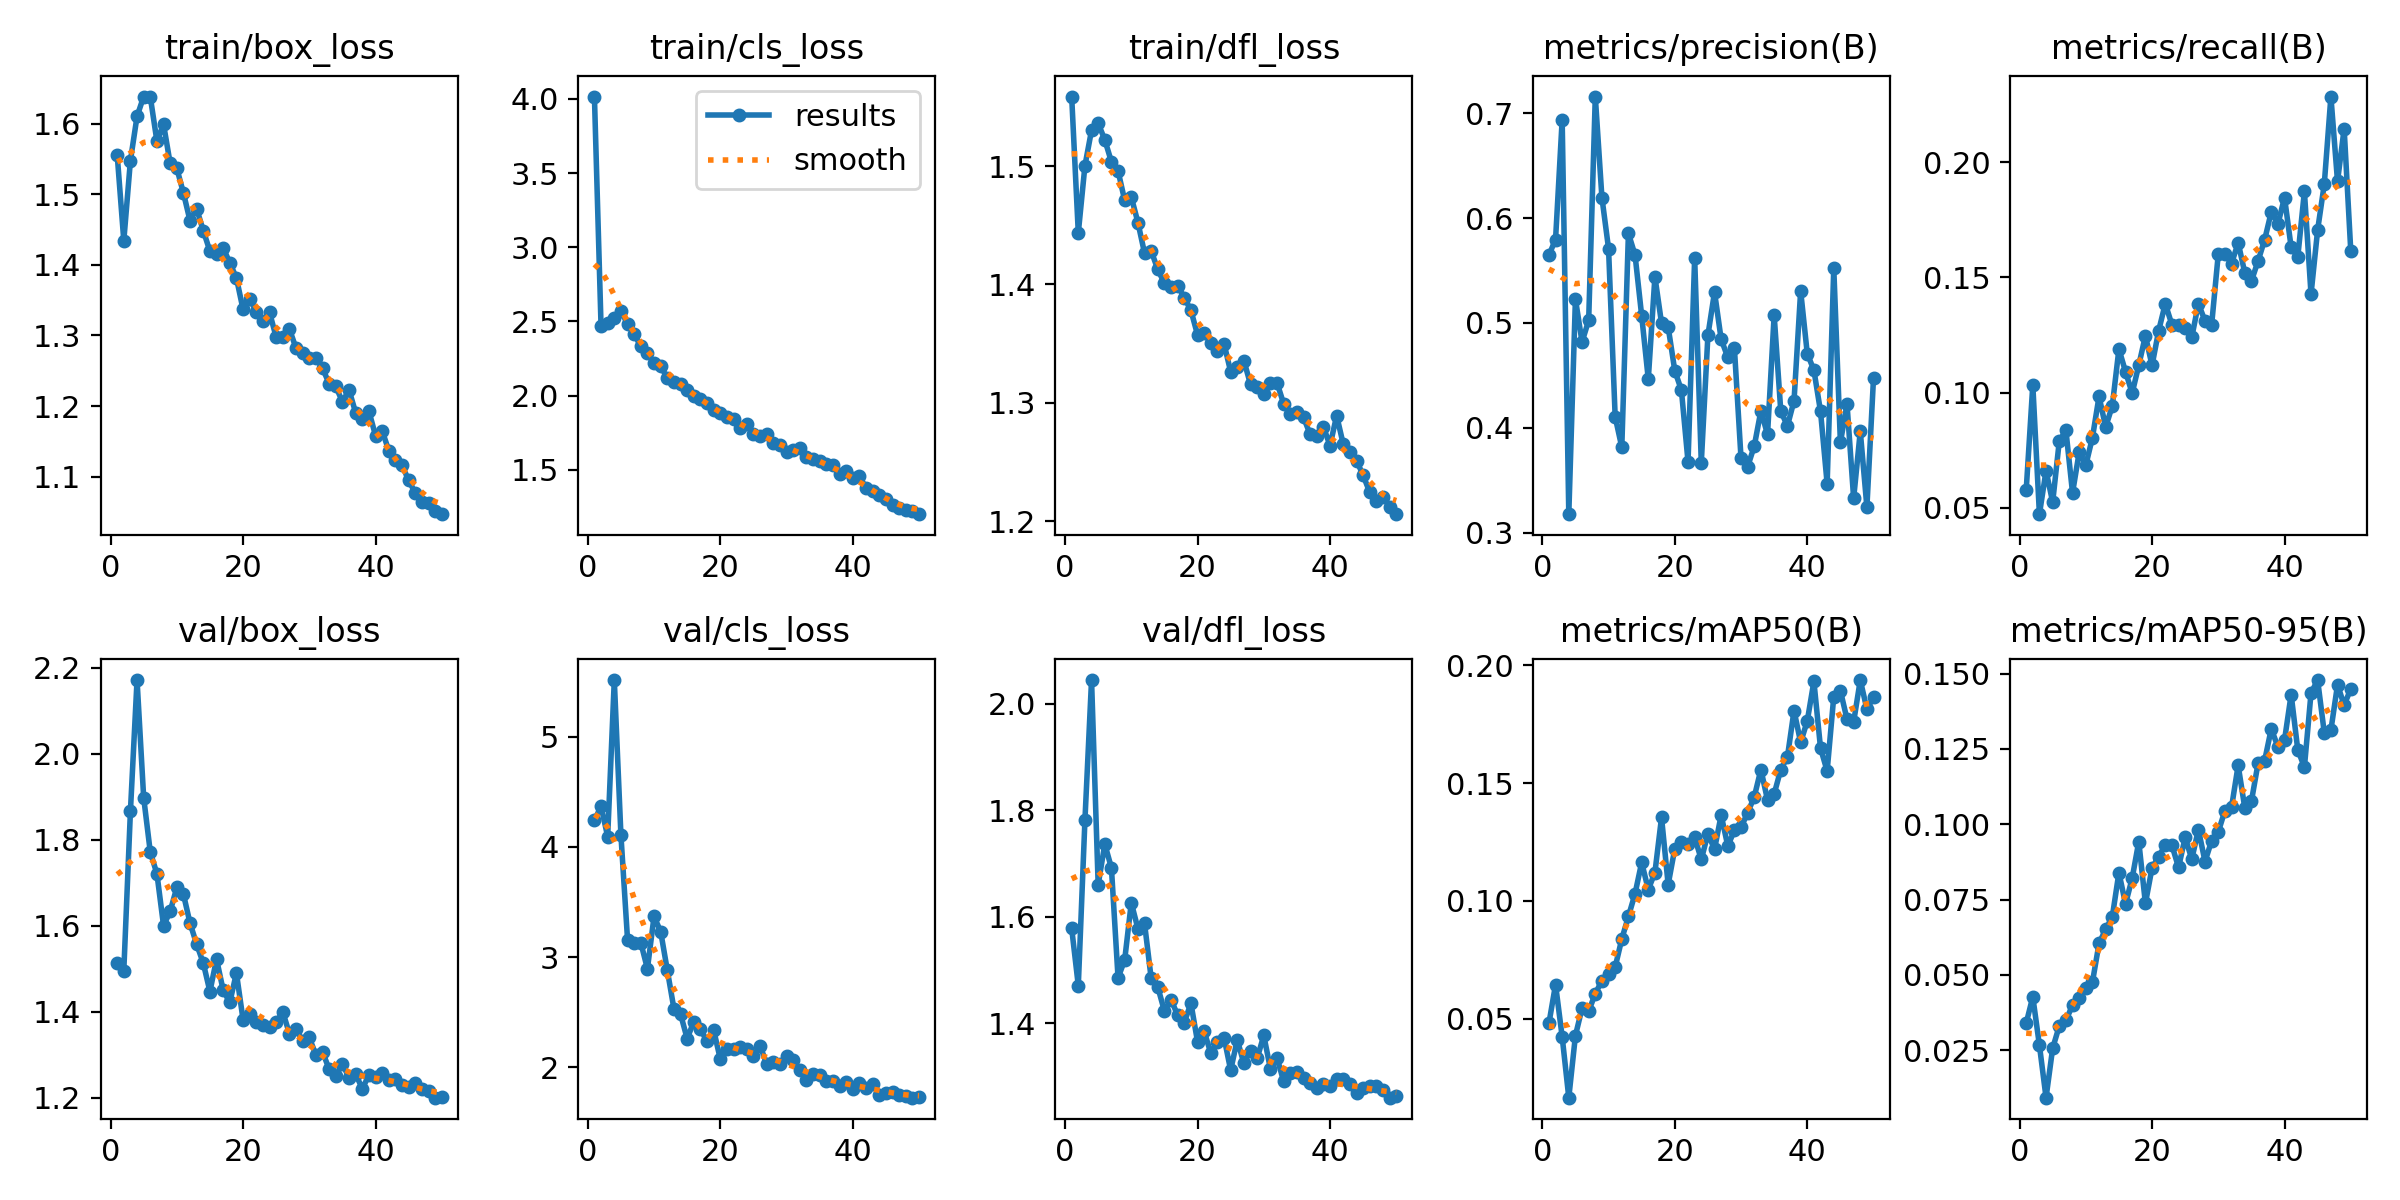 train/box_loss
1.6
1.5
1.4
1.3
1.2
1.1
0 20 40
train/cls_loss
4.0
3.5
3.0
2.5
2.0
1.5
results
smooth
0 20 40
train/dfl_loss
1.5
1.4
1.3
1.2
0 20 40
metrics/precision(B)
0.7
0.6
0.5
0.4
0.3
0 20 40
metrics/recall(B)
0.20
0.15
0.10
0.05
0 20 40
val/box_loss
2.2
2.0
1.8
1.6
1.4
1.2
0 20 40
val/cls_loss
5
4
3
2
0 20 40
val/dfl_loss
2.0
1.8
1.6
1.4
0 20 40
metrics/mAP50(B)
0.20
0.15
0.10
0.05
0 20 40
metrics/mAP50-95(B)
0.150
0.125
0.100
0.075
0.050
0.025
0 20 40